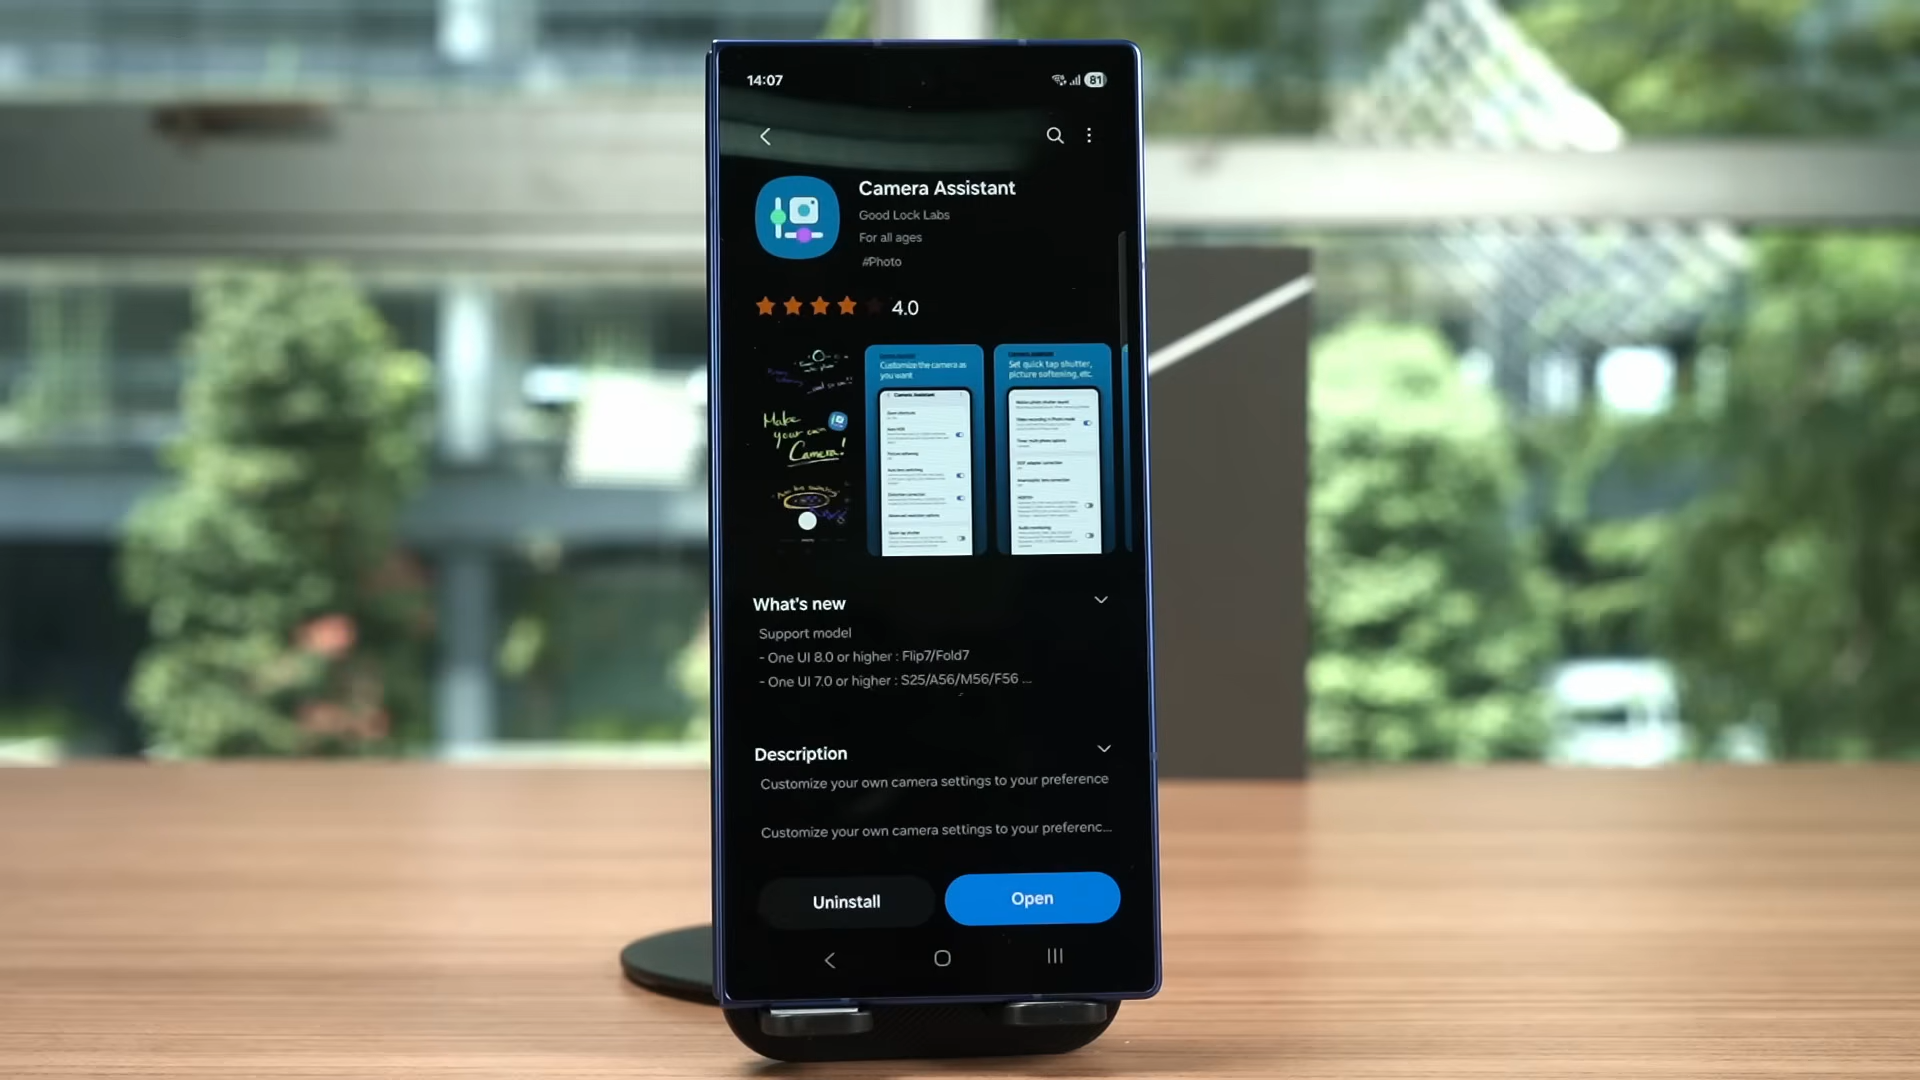 14:07
81
Camera Assistant
Good Lock Labs
For all ages
#Photo
4.0
Make
your own
Camera!
Customize the camera as
you want
Camera Assistant
Set quick tap shutter,
picture softening, etc.
What's new
Support model
- One UI 8.0 or higher : Flip7/Fold7
- One UI 7.0 or higher : S25/A56/M56/F56 ...
Description
Customize your own camera settings to your preference
Customize your own camera settings to your preferenc...
Uninstall
Open